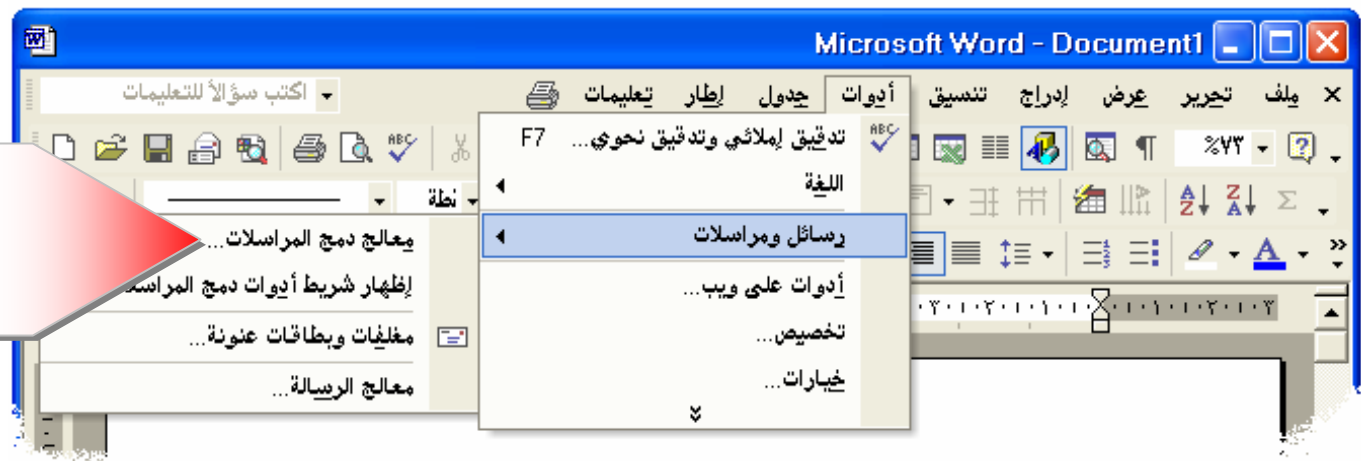 Microsoft Word - Document1
ملف تحرير عرض إدراج تنسيق أدوات جدول إطار تعليمات اكتب سؤالاً للتعليمات
%٧٣
تدقيق إملائي وتدقيق نحوي... F7
اللغة
رسائل ومراسلات
أدوات على ويب...
تخصيص...
خيارات...
معالج دمج المراسلات...
إظهار شريط أدوات دمج
مغلفات وبطاقات عنونة...
معالج الرسالة...